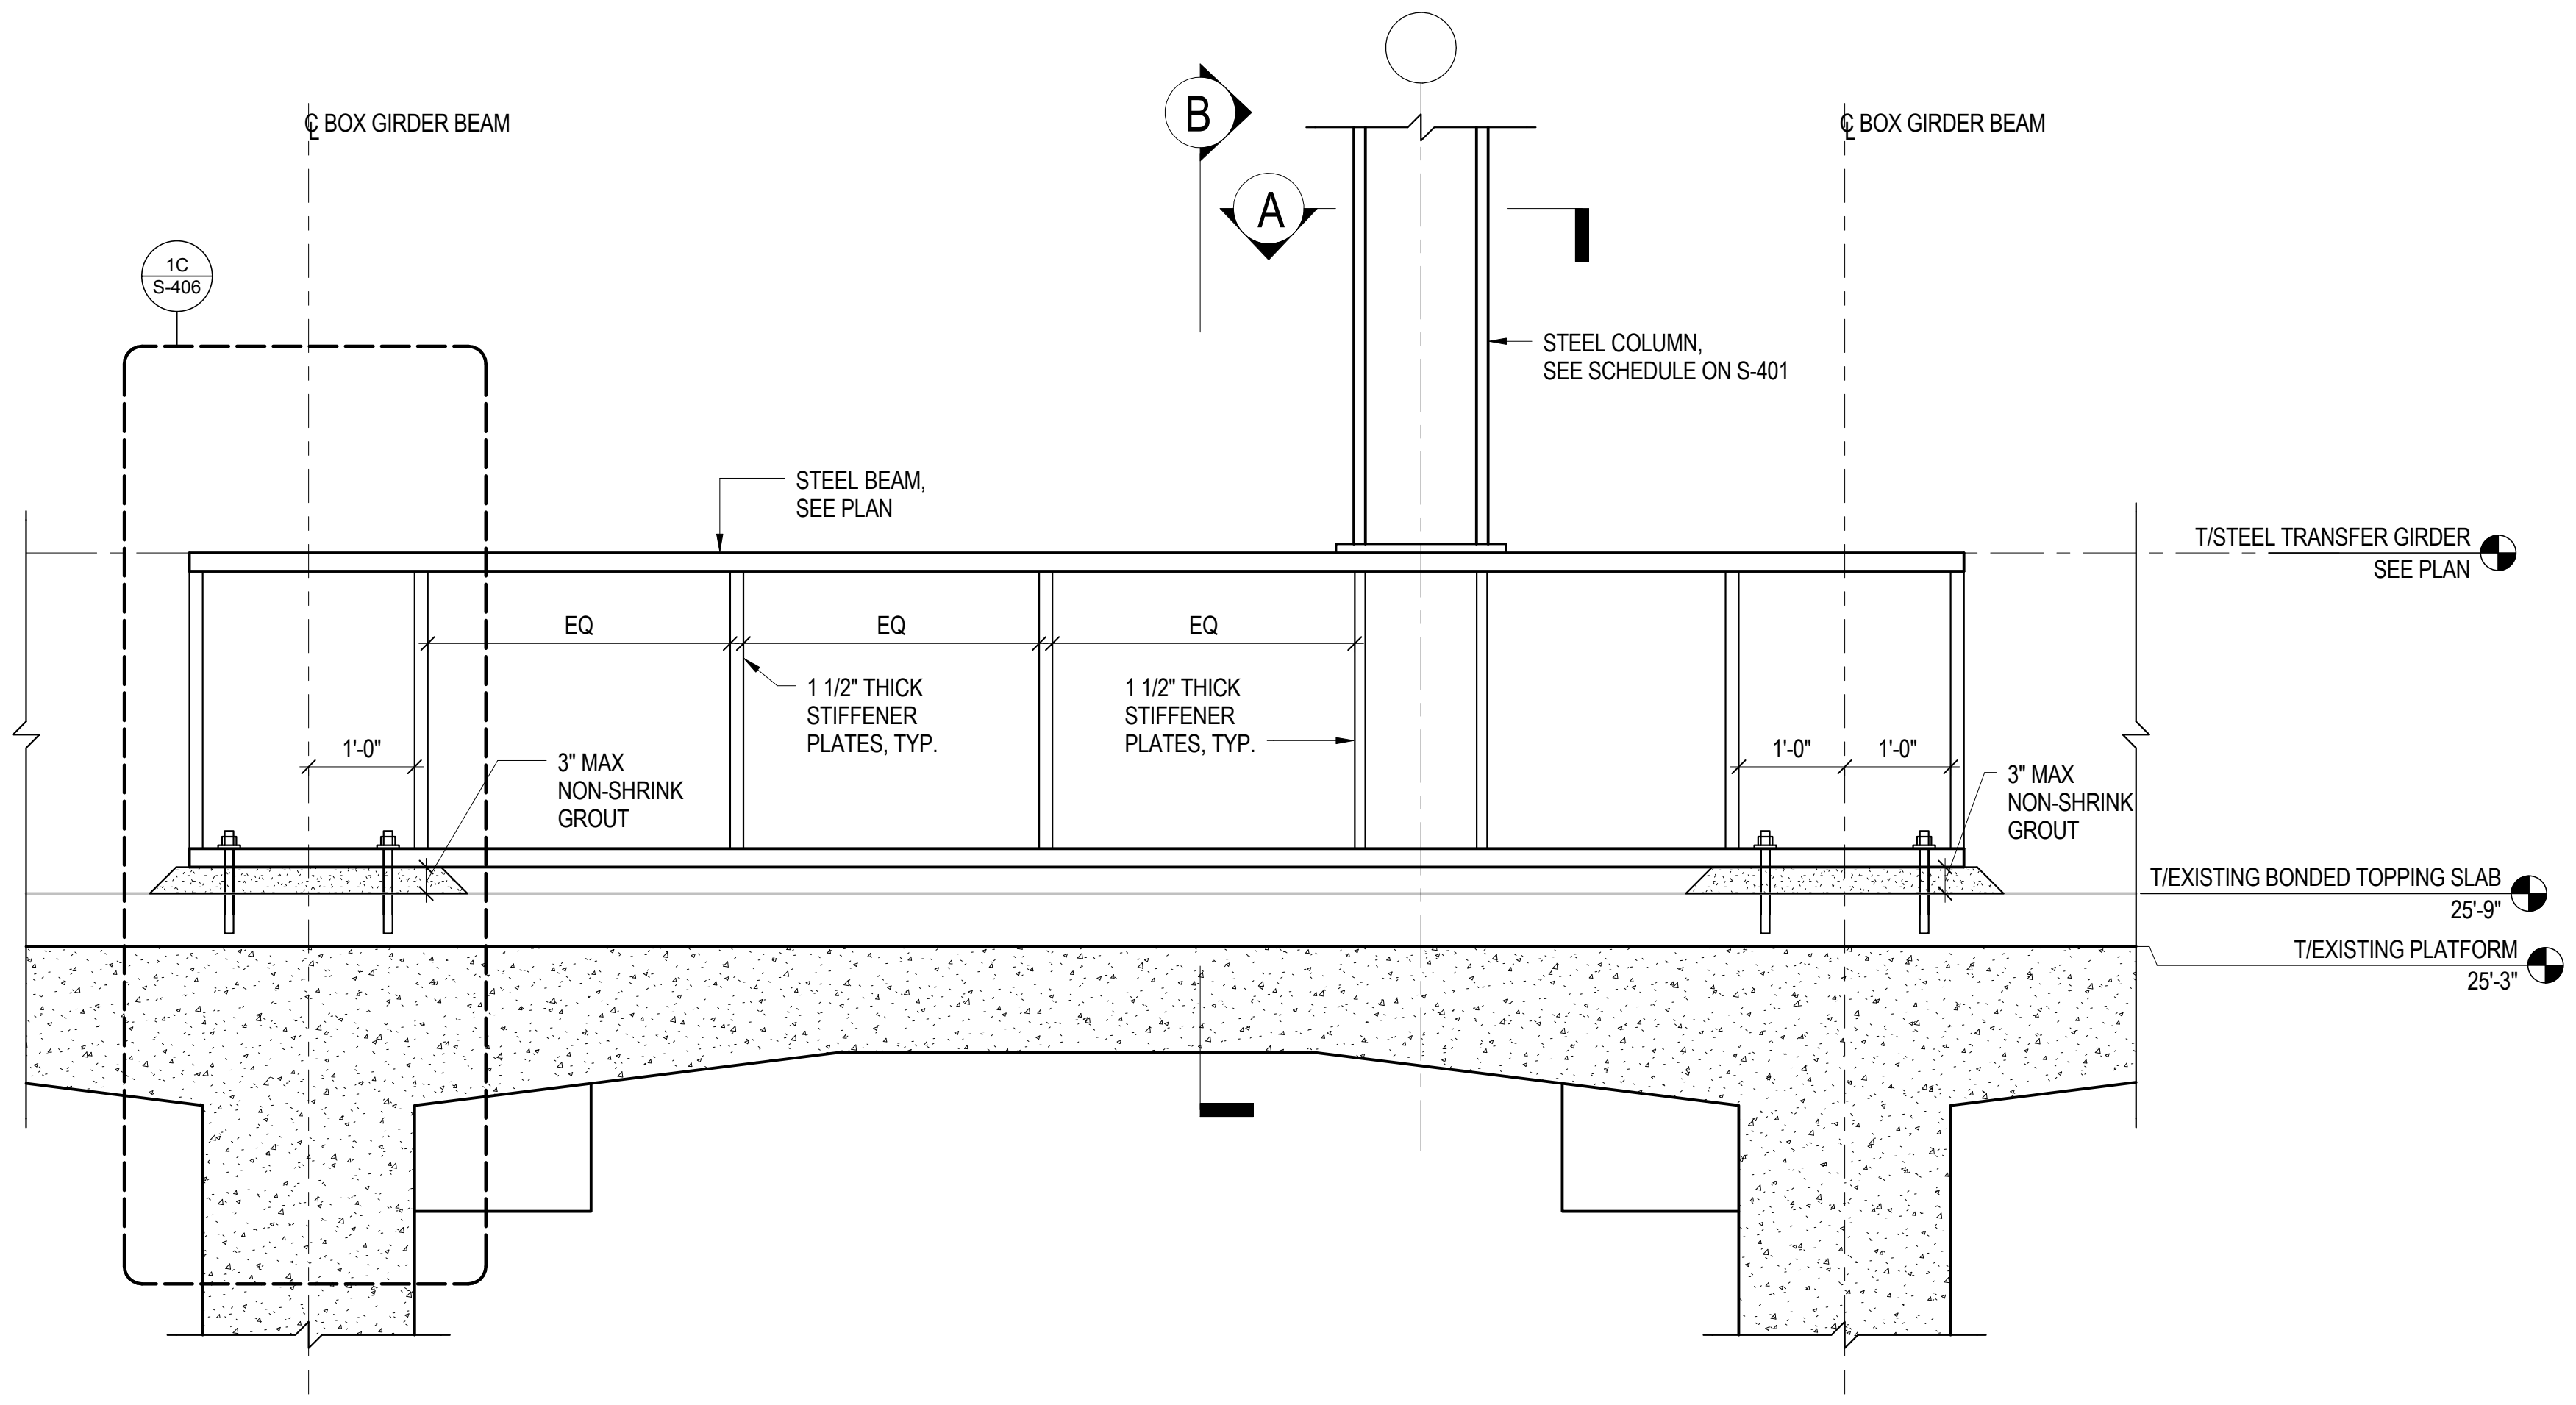 ℄ BOX GIRDER BEAM
B
℄ BOX GIRDER BEAM
A
1C
S-406
STEEL COLUMN,
SEE SCHEDULE ON S-401
STEEL BEAM,
SEE PLAN
T/STEEL TRANSFER GIRDER
SEE PLAN
EQ
EQ
EQ
1 1/2" THICK
STIFFENER
PLATES, TYP.
1 1/2" THICK
STIFFENER
PLATES, TYP.
1'-0"
3" MAX
NON-SHRINK
GROUT
1'-0"
1'-0"
3" MAX
NON-SHRINK
GROUT
T/EXISTING BONDED TOPPING SLAB
25'-9"
T/EXISTING PLATFORM
25'-3"